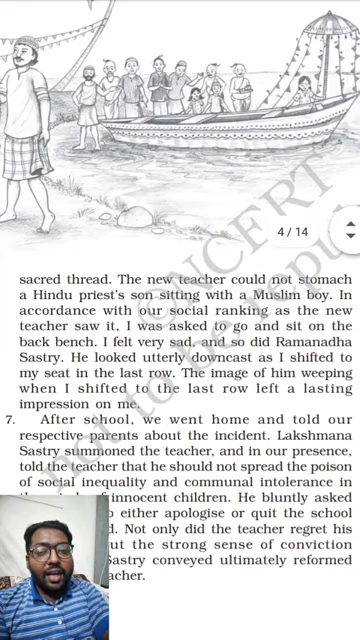 4 / 14
sacred thread. The new teacher could not stomach
a Hindu priest's son sitting with a Muslim boy. In
accordance with our social ranking as the new
teacher saw it, I was asked to go and sit on the
back bench. I felt very sad, and so did Ramanadha
Sastry. He looked utterly downcast as I shifted to
my seat in the last row. The image of him weeping
when I shifted to the last row left a lasting
impression on me.
7. After school, we went home and told our
respective parents about the incident. Lakshmana
Sastry summoned the teacher, and in our presence,
told the teacher that he should not spread the poison
of social inequality and communal intolerance in
of innocent children. He bluntly asked
either apologise or quit the school
Not only did the teacher regret his
the strong sense of conviction
Sastry conveyed ultimately reformed
© NCERT
not to be